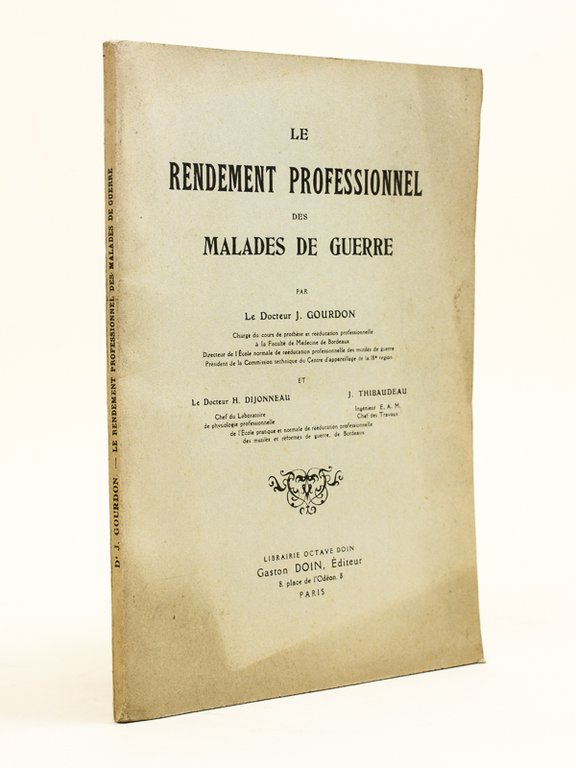 LE
RENDEMENT PROFESSIONNEL
DES
MALADES DE GUERRE
PAR
Le Docteur J. GOURDON
Chargé du cours de prothèse et rééducation professionnelle
à la Faculté de Médecine de Bordeaux
Directeur de l'École normale de rééducation professionnelle des mutilés de guerre
Président de la Commission technique du Centre d'appareillage de la 18e région
ET
Le Docteur H. DIJONNEAU
Chef du Laboratoire
de physiologie professionnelle
J. THIBAUDEAU
Ingénieur E. A. M.
Chef des Travaux
de l'École pratique et normale de rééducation professionnelle
des mutilés et réformés de guerre, de Bordeaux
LIBRAIRIE OCTAVE DOIN
Gaston DOIN, Éditeur
8, place de l'Odéon, 8
PARIS
Dr J. GOURDON — LE RENDEMENT PROFESSIONNEL DES MALADES DE GUERRE